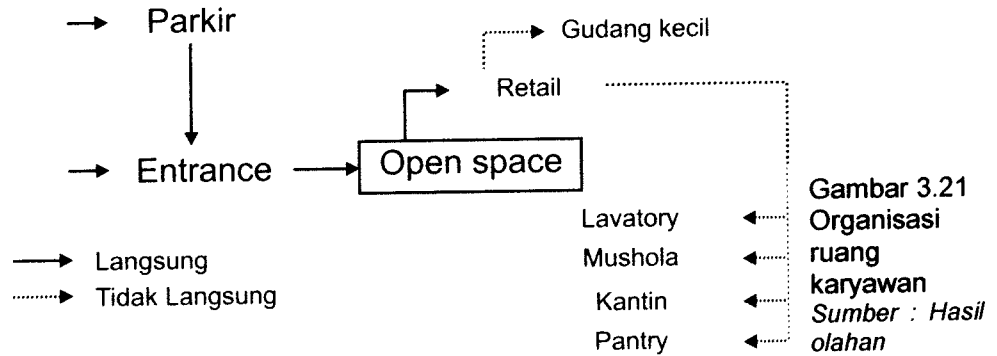 Parkir
Gudang kecil
Retail
Entrance
Open space
Lavatory
Mushola
Kantin
Pantry
Langsung
Tidak Langsung
Gambar 3.21
Organisasi
ruang
karyawan
Sumber : Hasil
olahan